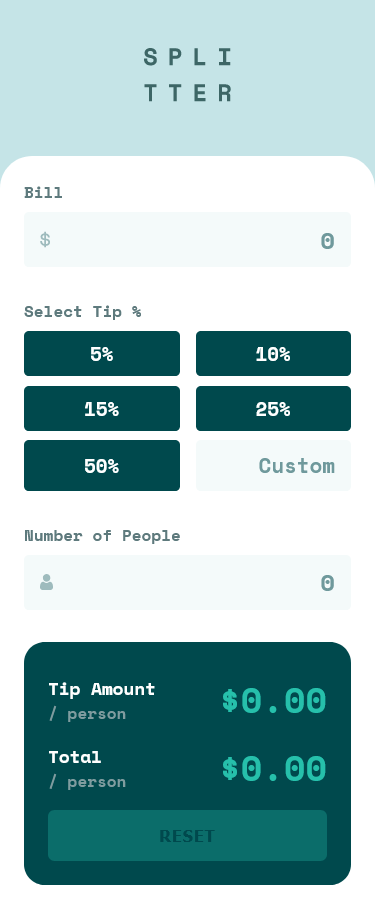 SPLI
TTER
Bill
$ 0
Select Tip %
5% 10%
15% 25%
50% Custom
Number of People
0
Tip Amount $0.00
/ person
Total $0.00
/ person
RESET